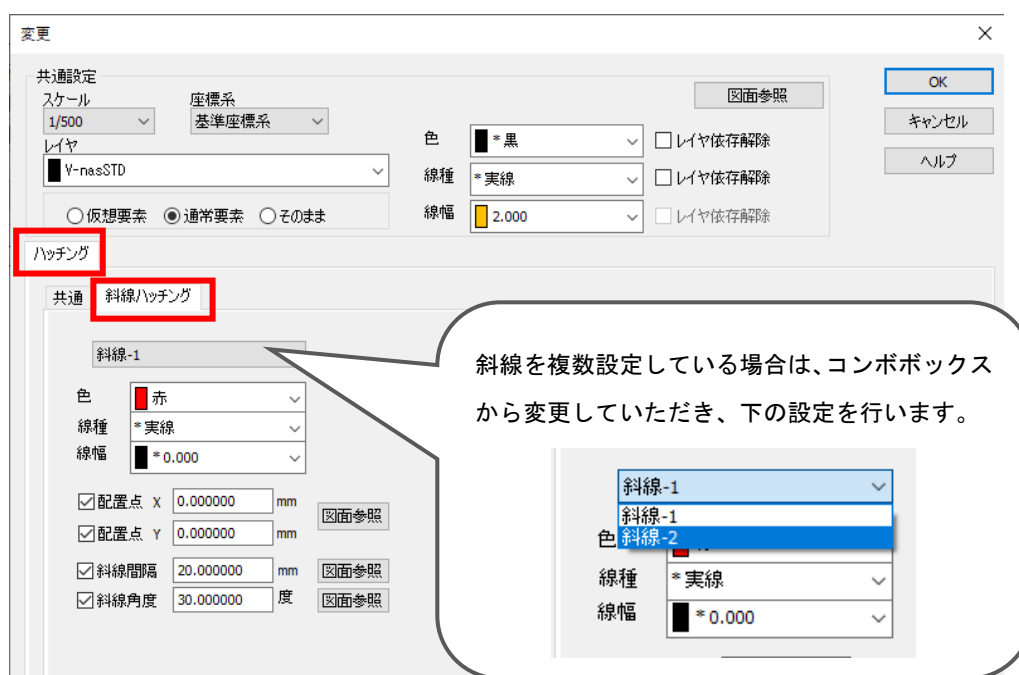 変更
共通設定
スケール 座標系
1/500 基準座標系
レイヤ
V-nasSTD
仮想要素 通常要素 そのまま
図面参照
色 *黒 レイヤ依存解除
線種 *実線 レイヤ依存解除
線幅 2.000 レイヤ依存解除
OK
キャンセル
ヘルプ
ハッチング
共通 斜線ハッチング
斜線-1
色 赤
線種 *実線
線幅 *0.000
配置点 X 0.000000 mm
図面参照
配置点 Y 0.000000 mm
斜線間隔 20.000000 mm 図面参照
斜線角度 30.000000 度 図面参照
斜線を複数設定している場合は、コンボボックス
から変更していただき、下の設定を行います。
斜線-1
斜線-1
色 斜線-2
線種 *実線
線幅 *0.000